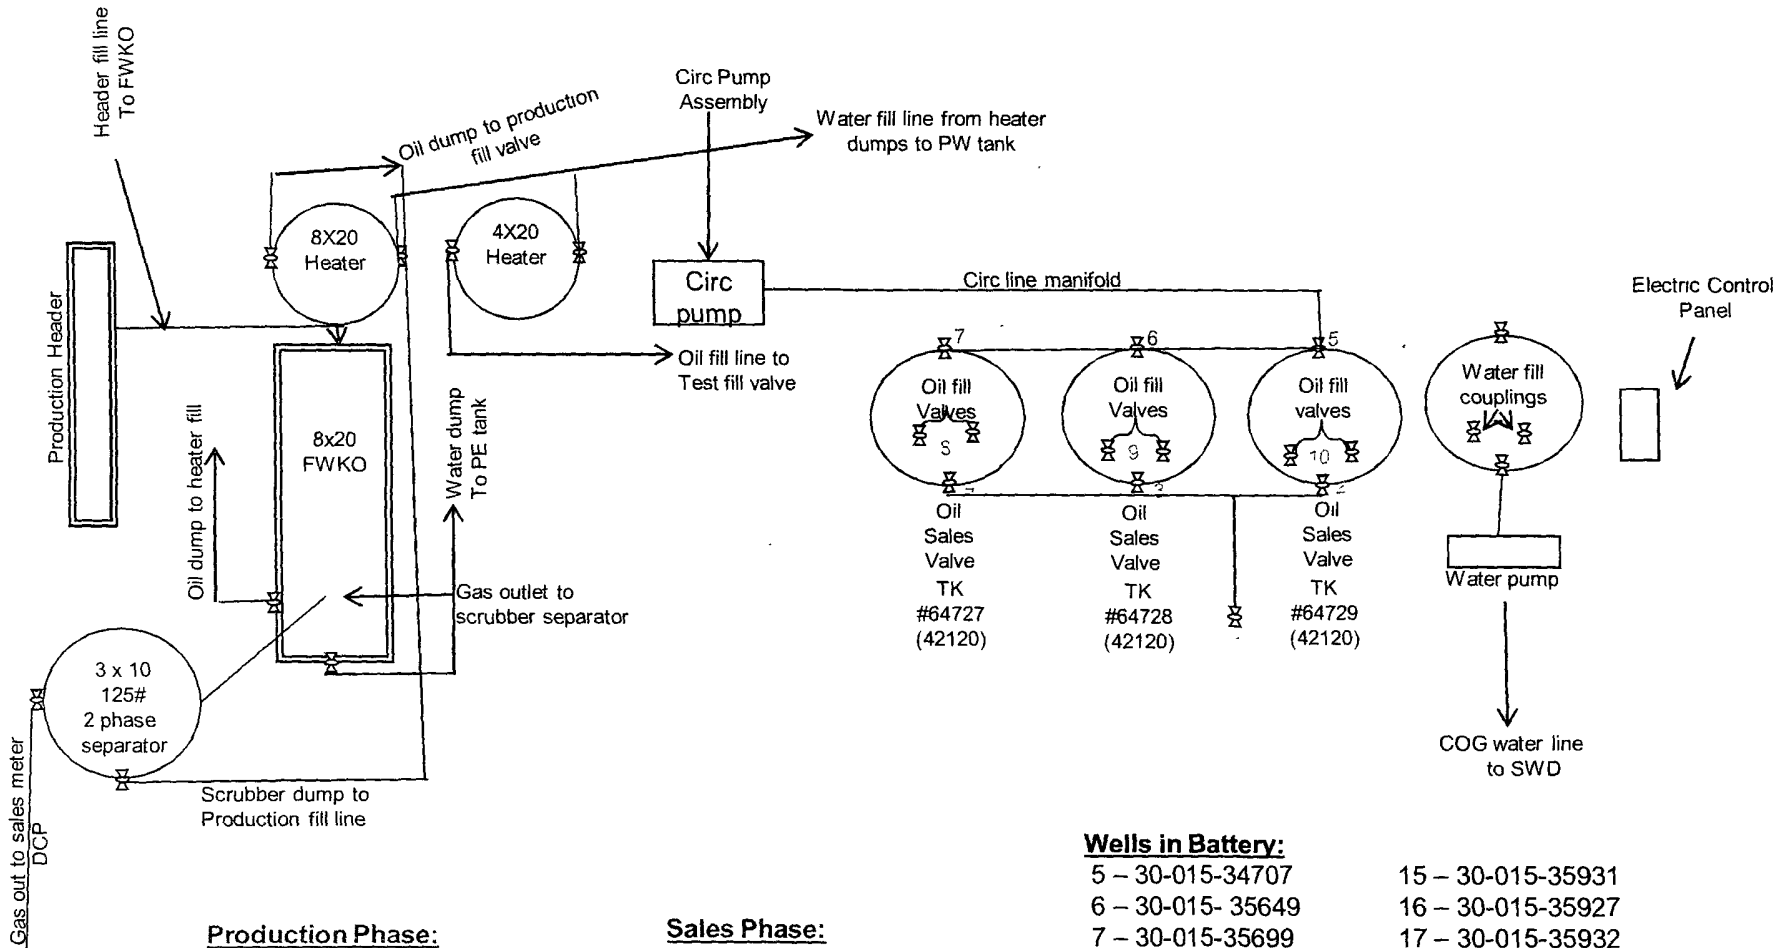 Header fill line
To FWKO
Oil dump to production
fill valve
Circ Pump
Assembly
Water fill line from heater
dumps to PW tank
8X20
Heater
4X20
Heater
Circ
pump
Circ line manifold
Electric Control
Panel
Production Header
Oil fill line to
Test fill valve
7
6
5
Oil fill
Valves
Oil fill
Valves
9
Oil fill
valves
10
Water fill
couplings
8x20
FWKO
Oil dump to heater fill
Water dump
To PE tank
Gas outlet to
scrubber separator
Oil
Sales
Valve
TK
#64727
(42120)
Oil
Sales
Valve
TK
#64728
(42120)
Oil
Sales
Valve
TK
#64729
(42120)
Water pump
COG water line
to SWD
3 x 10
125#
2 phase
separator
Gas out to sales meter
DCP
Scrubber dump to
Production fill line
Production Phase:
Sales Phase:
Wells in Battery:
5 – 30-015-34707
6 – 30-015- 35649
7 – 30-015-35699
15 – 30-015-35931
16 – 30-015-35927
17 – 30-015-35932